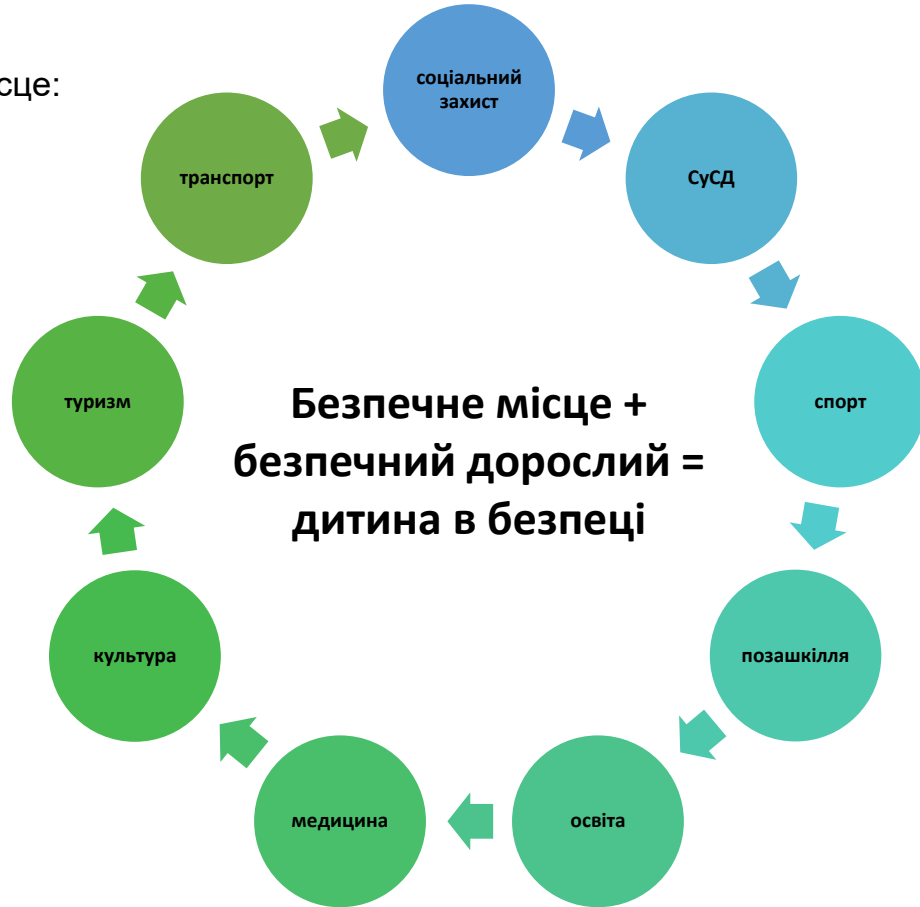 сце:
соціальний
захист
СуСД
спорт
позашкілля
освіта
медицина
культура
туризм
транспорт
Безпечне місце +
безпечний дорослий =
дитина в безпеці